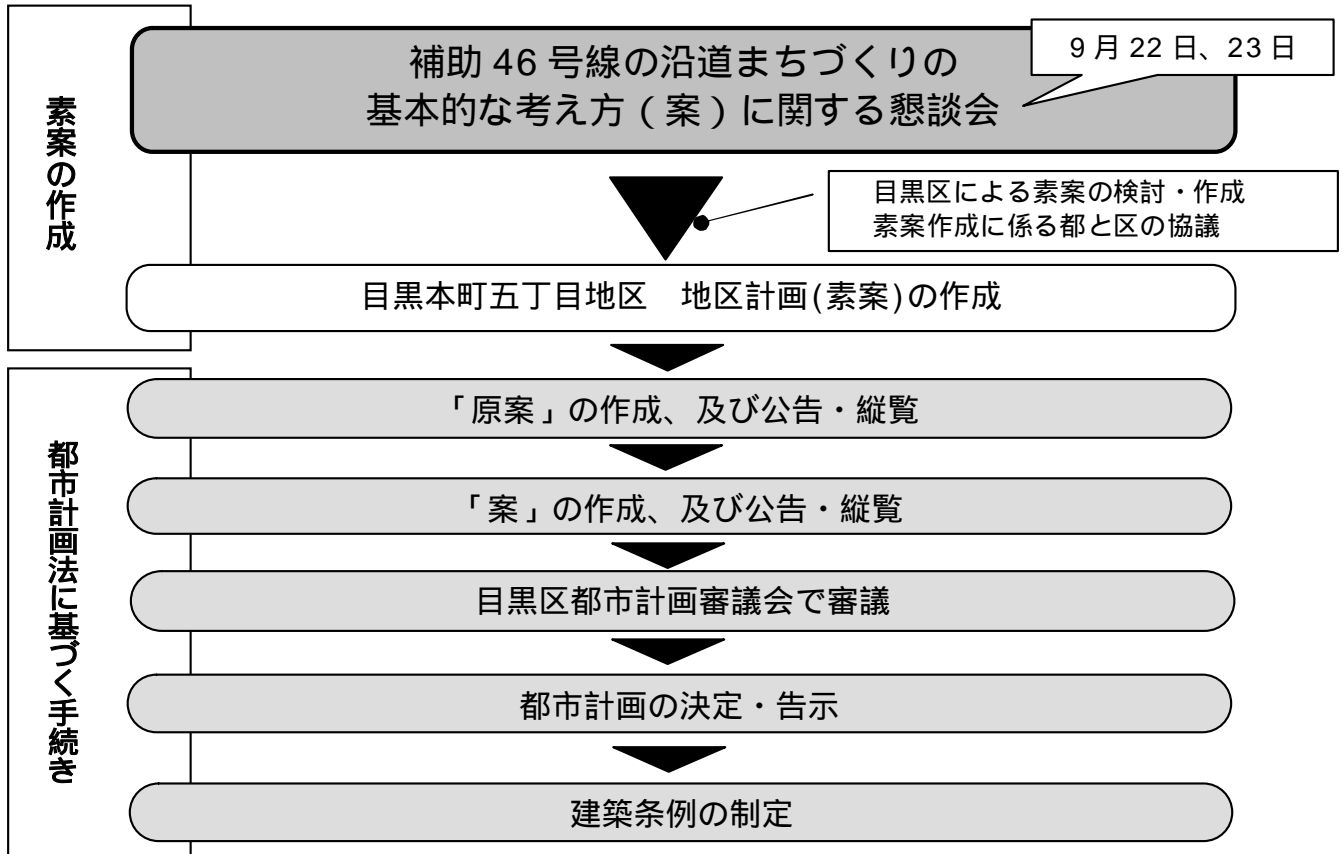 素案の作成
補助 46 号線の沿道まちづくりの
基本的な考え方（案）に関する懇談会
9 月 22 日、23 日
目黒区による素案の検討・作成
素案作成に係る都と区の協議
目黒本町五丁目地区　地区計画(素案)の作成
都市計画法に基づく手続き
「原案」の作成、及び公告・縦覧
「案」の作成、及び公告・縦覧
目黒区都市計画審議会で審議
都市計画の決定・告示
建築条例の制定